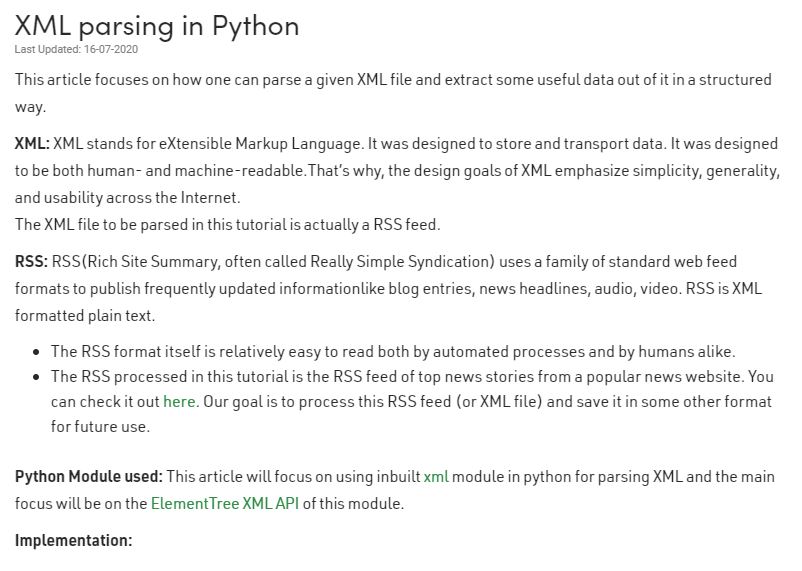 XML parsing in Python
Last Updated: 16-07-2020
This article focuses on how one can parse a given XML file and extract some useful data out of it in a structured
way.
XML: XML stands for eXtensible Markup Language. It was designed to store and transport data. It was designed
to be both human- and machine-readable.That’s why, the design goals of XML emphasize simplicity, generality,
and usability across the Internet.
The XML file to be parsed in this tutorial is actually a RSS feed.
RSS: RSS(Rich Site Summary, often called Really Simple Syndication) uses a family of standard web feed
formats to publish frequently updated informationlike blog entries, news headlines, audio, video. RSS is XML
formatted plain text.
• The RSS format itself is relatively easy to read both by automated processes and by humans alike.
• The RSS processed in this tutorial is the RSS feed of top news stories from a popular news website. You
can check it out here. Our goal is to process this RSS feed (or XML file) and save it in some other format
for future use.
Python Module used: This article will focus on using inbuilt xml module in python for parsing XML and the main
focus will be on the ElementTree XML API of this module.
Implementation: